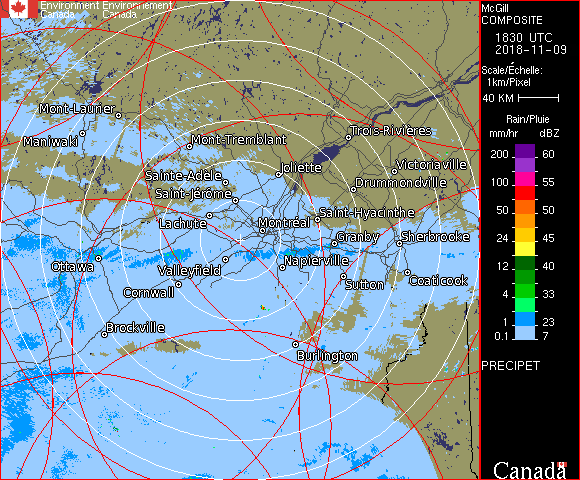 Environment Environnement
Canada Canada
McGill
COMPOSITE
1830 UTC
2018-11-09
Scale/Échelle:
1km/Pixel
40 KM
Rain/Pluie
mm/hr dBZ
200 60
100 55
50 50
24 45
12 40
4 33
1 23
0.1 7
PRECIPET
Canada
Mont-Laurier
Maniwaki
Mont-Tremblant
Trois-Rivières
Sainte-Adèle
Joliette
Victoriaville
Saint-Jérôme
Drummondville
Lachute
Montréal
Saint-Hyacinthe
Granby
Sherbrooke
Ottawa
Valleyfield
Napierville
Cornwall
Sutton
Coaticook
Brockville
Burlington